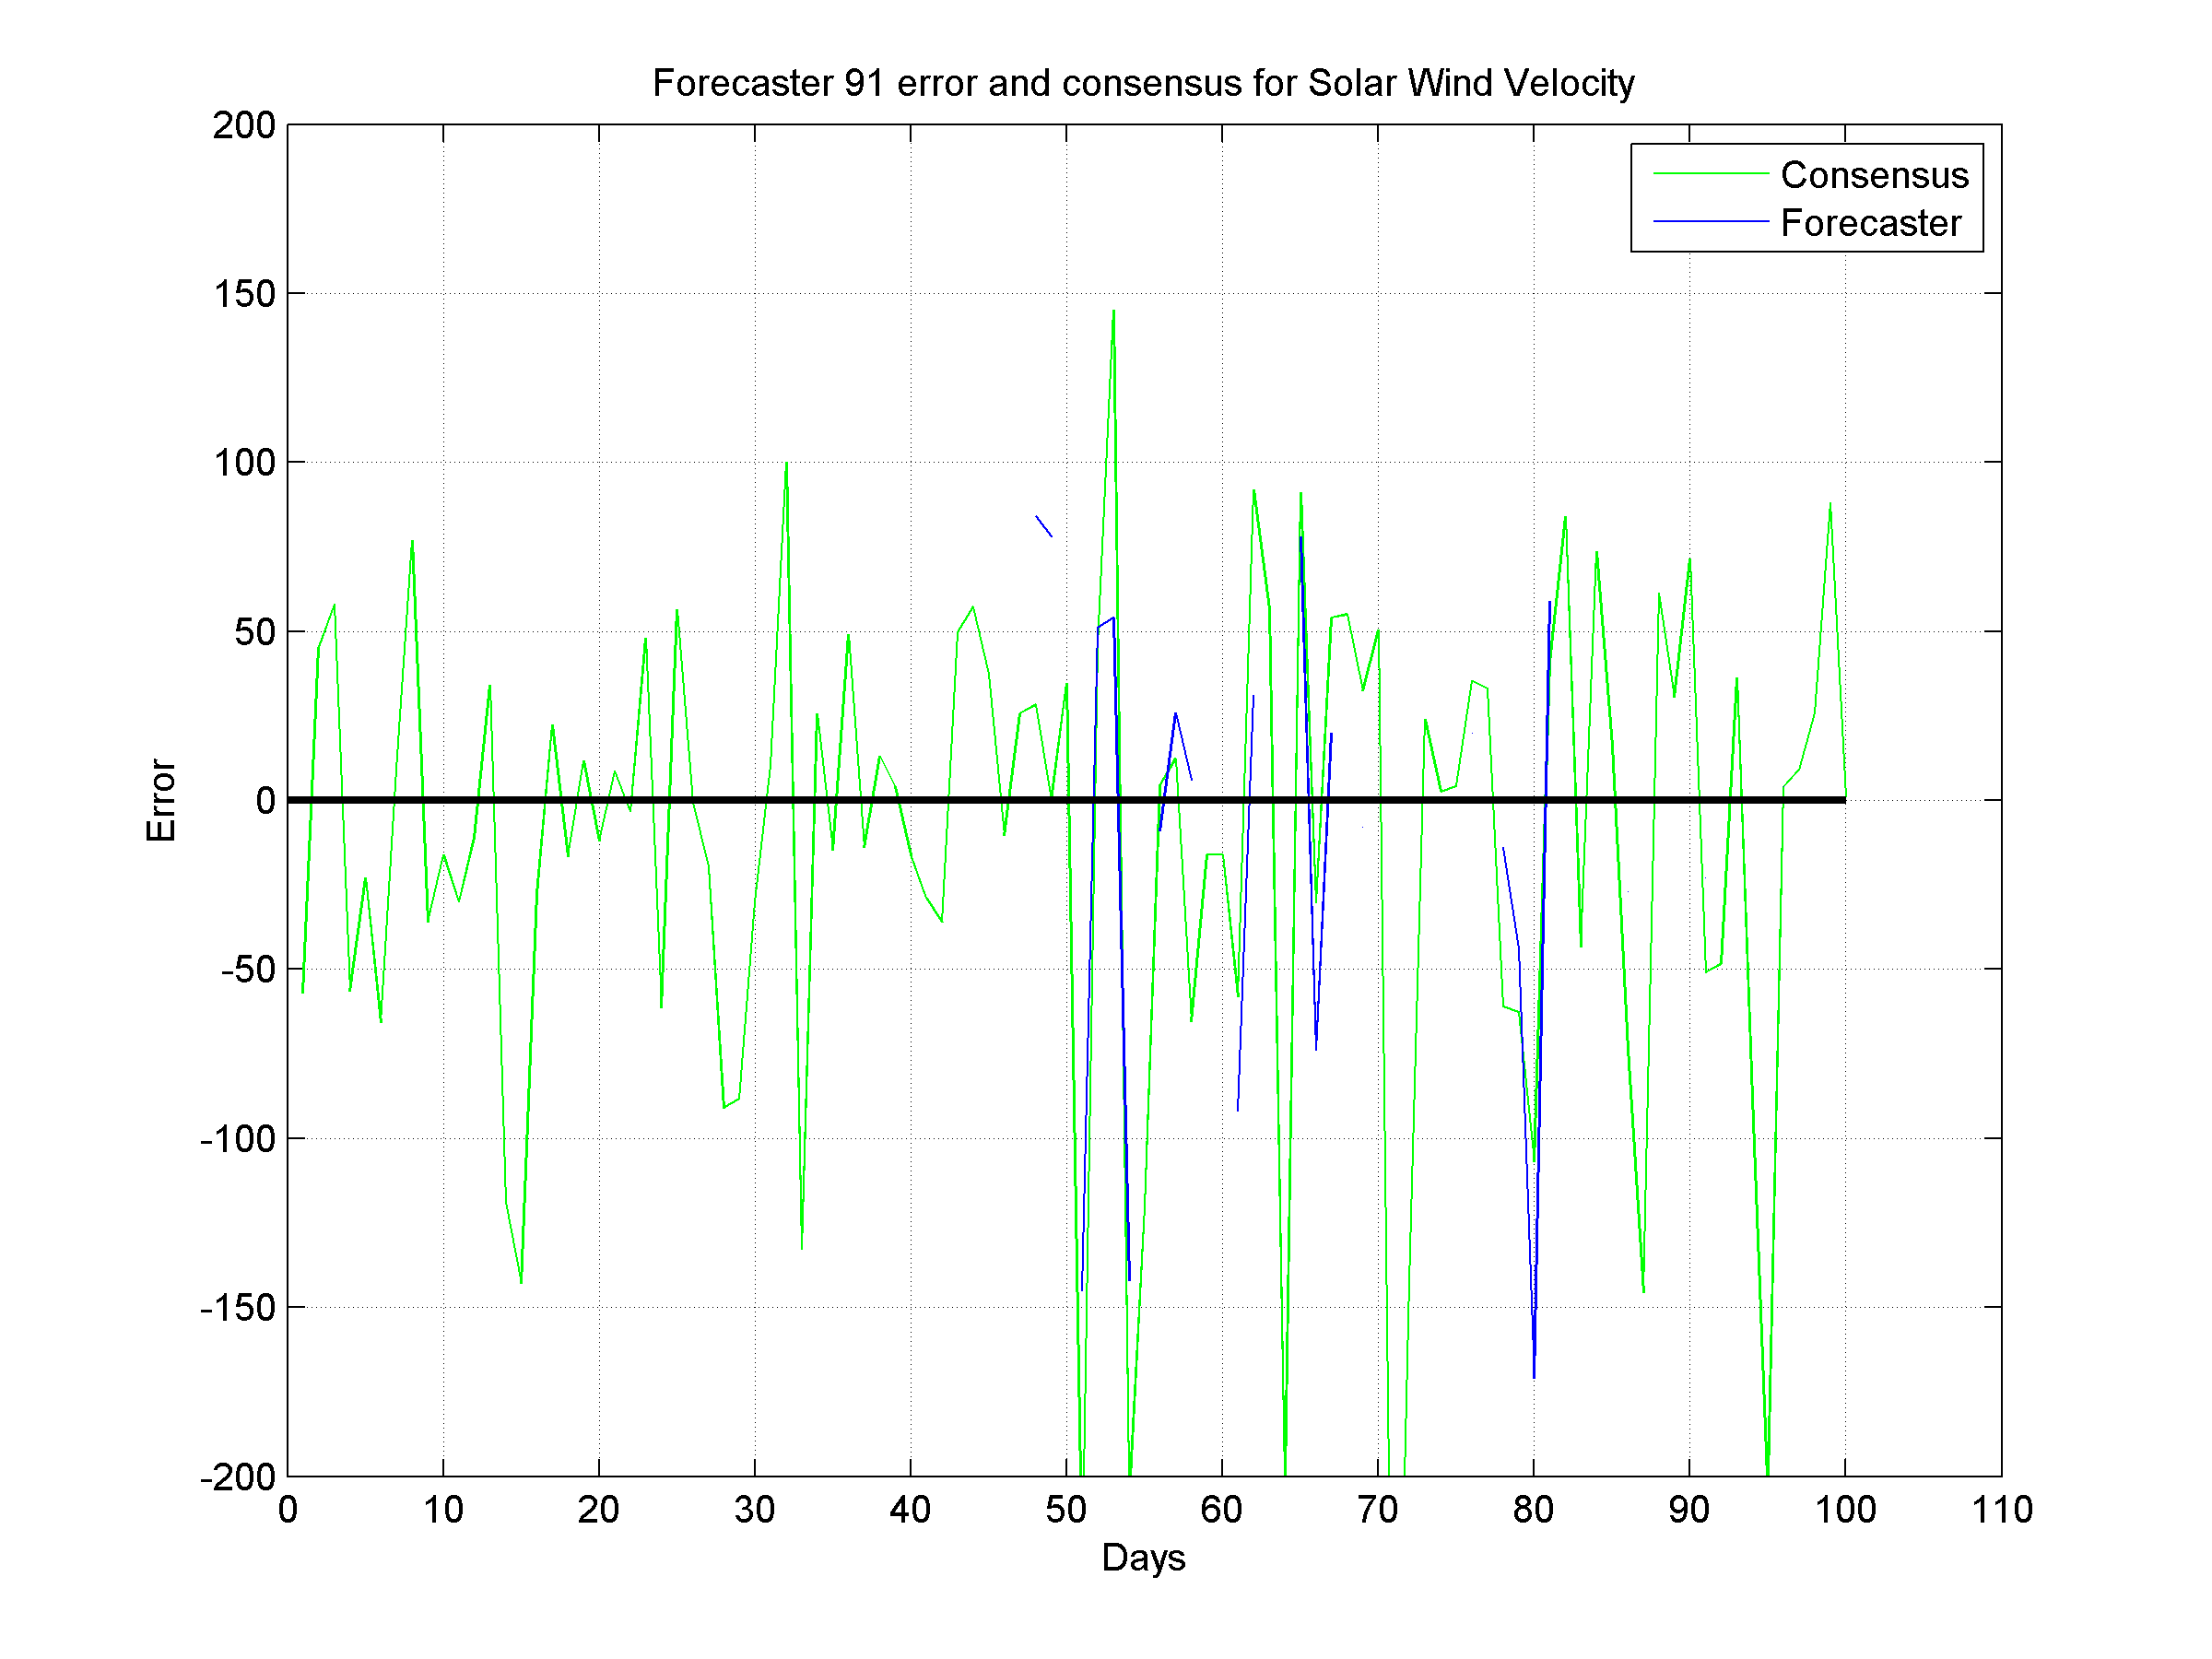 Forecaster 91 error and consensus for Solar Wind Velocity
200
150
100
50
0
-50
-100
-150
-200
Error
Consensus
Forecaster
0 10 20 30 40 50 60 70 80 90 100 110
Days